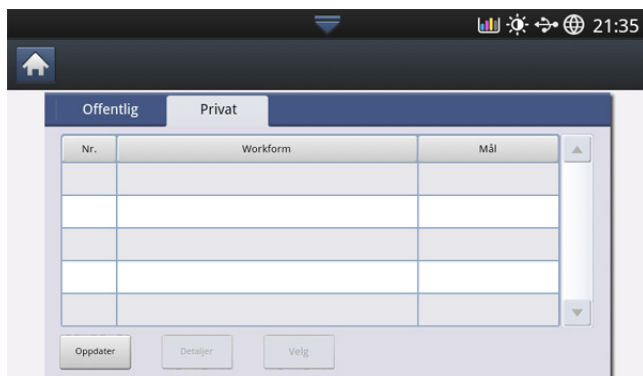 21:35
Offentlig Privat
Nr. Workform Mål
Oppdater Detaljer Velg